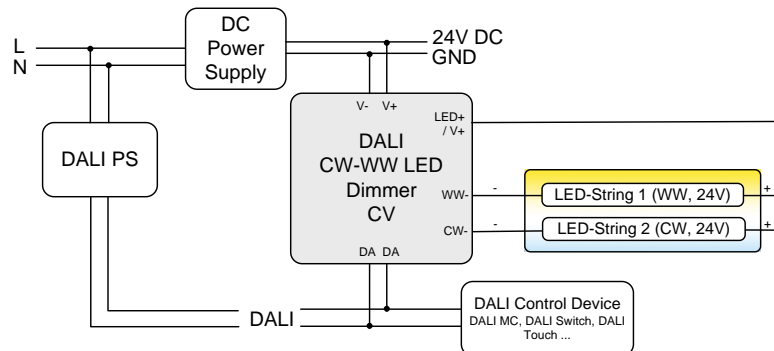 L
N
DC
Power
Supply
24V DC
GND
DALI PS
V- V+
LED+
/ V+
DALI
CW-WW LED
Dimmer
CV
WW-
CW-
DA DA
-
LED-String 1 (WW, 24V)
+
-
LED-String 2 (CW, 24V)
+
DALI
DALI Control Device
DALI MC, DALI Switch, DALI
Touch ...